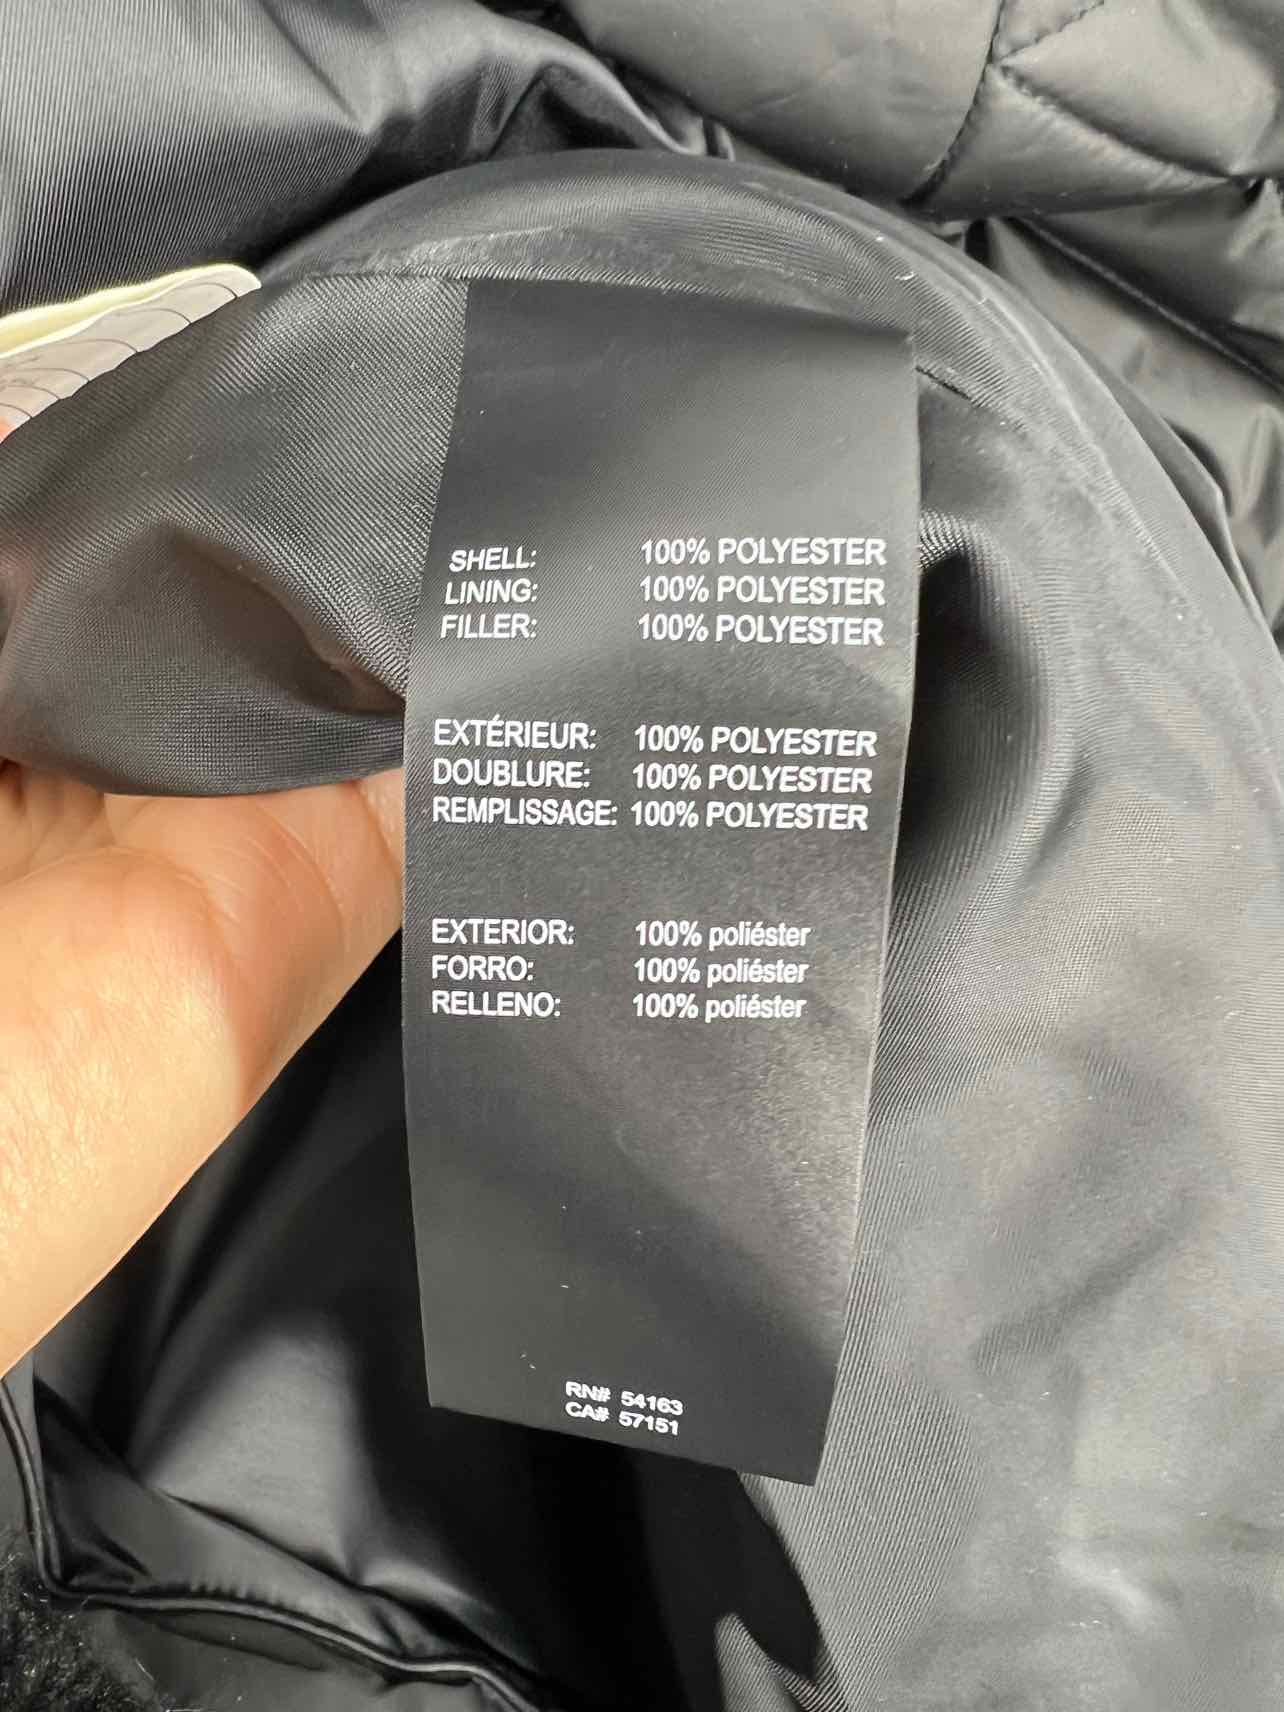 SHELL: 100% POLYESTER
LINING: 100% POLYESTER
FILLER: 100% POLYESTER
EXTÉRIEUR: 100% POLYESTER
DOUBLURE: 100% POLYESTER
REMPLISSAGE: 100% POLYESTER
EXTERIOR: 100% poliéster
FORRO: 100% poliéster
RELLENO: 100% poliéster
RN# 54163
CA# 57151